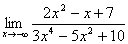 lim x→−∞ (2x² − x + 7)/(3x⁴ − 5x² + 10)